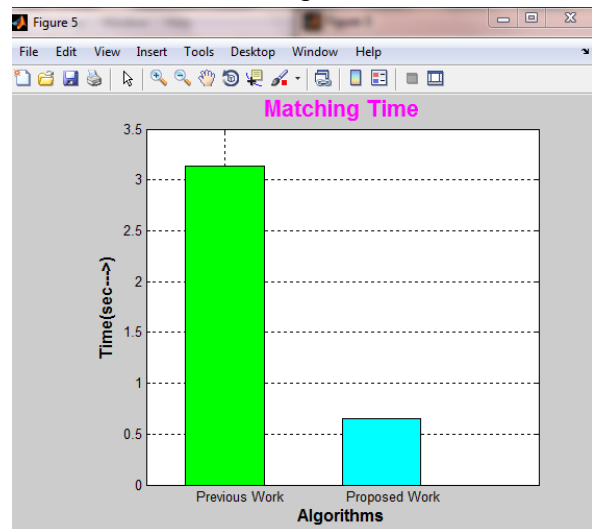 Figure 5
File Edit View Insert Tools Desktop Window Help
Matching Time
3.5
3
2.5
2
1.5
1
0.5
0
Time(sec--->)
Previous Work Proposed Work
Algorithms